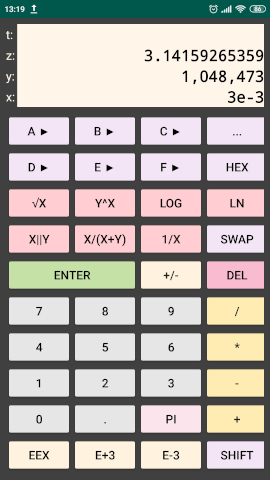 13:19 86
t:
z: 3.14159265359
y: 1,048,473
x: 3e-3
A ► B ► C ► ...
D ► E ► F ► HEX
√X Y^X LOG LN
X||Y X/(X+Y) 1/X SWAP
ENTER +/- DEL
7 8 9 /
4 5 6 *
1 2 3 -
0 . PI +
EEX E+3 E-3 SHIFT